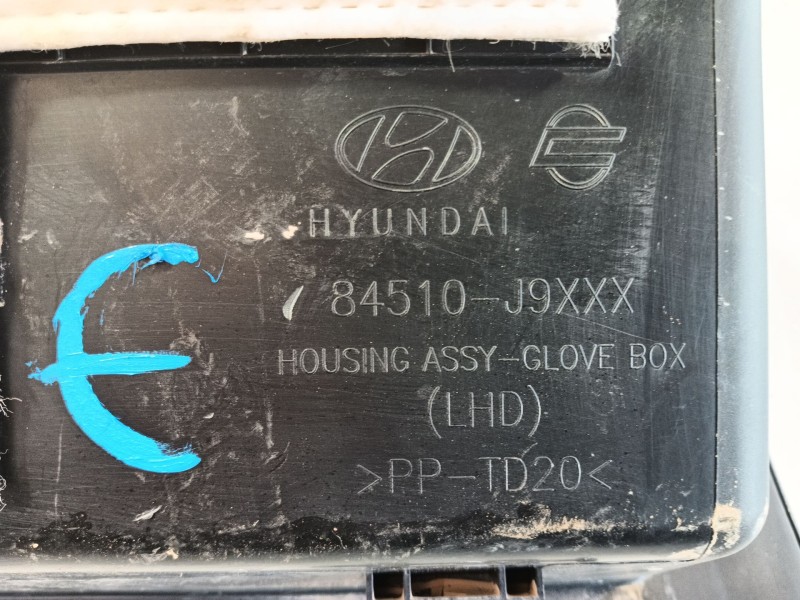 HYUNDAI
84510-J9XXX
HOUSING ASSY-GLOVE BOX
(LHD)
>PP-TD20<
€